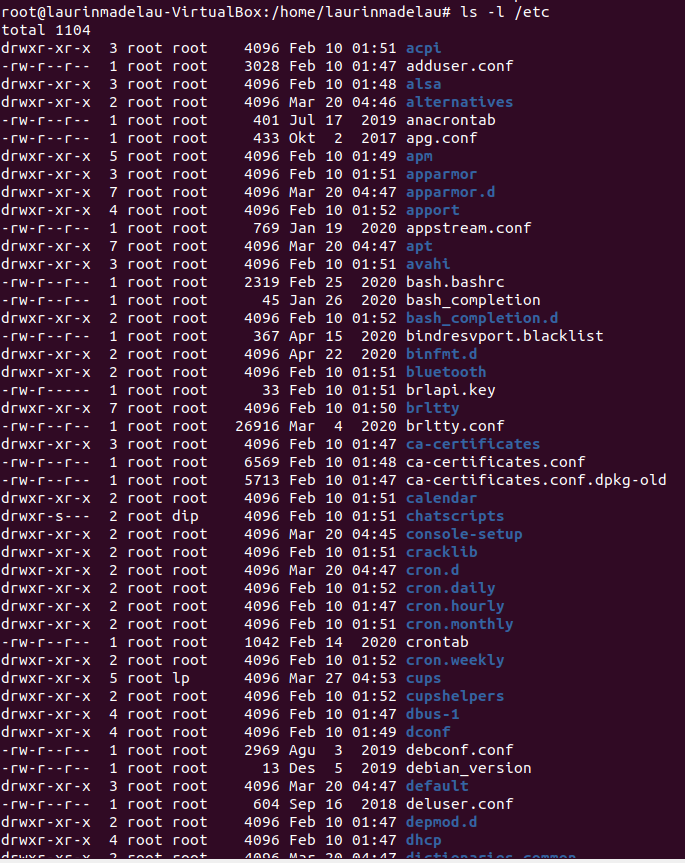 root@laurinmadelau-VirtualBox:/home/laurinmadelau# ls -l /etc
total 1104
drwxr-xr-x  3 root root    4096 Feb 10 01:51 acpi
-rw-r--r--  1 root root    3028 Feb 10 01:47 adduser.conf
drwxr-xr-x  3 root root    4096 Feb 10 01:48 alsa
drwxr-xr-x  2 root root    4096 Mar 20 04:46 alternatives
-rw-r--r--  1 root root     401 Jul 17  2019 anacrontab
-rw-r--r--  1 root root     433 Okt  2  2017 apg.conf
drwxr-xr-x  5 root root    4096 Feb 10 01:49 apm
drwxr-xr-x  3 root root    4096 Feb 10 01:51 apparmor
drwxr-xr-x  7 root root    4096 Mar 20 04:47 apparmor.d
drwxr-xr-x  4 root root    4096 Feb 10 01:52 apport
-rw-r--r--  1 root root     769 Jan 19  2020 appstream.conf
drwxr-xr-x  7 root root    4096 Mar 20 04:47 apt
drwxr-xr-x  3 root root    4096 Feb 10 01:51 avahi
-rw-r--r--  1 root root    2319 Feb 25  2020 bash.bashrc
-rw-r--r--  1 root root      45 Jan 26  2020 bash_completion
drwxr-xr-x  2 root root    4096 Feb 10 01:52 bash_completion.d
-rw-r--r--  1 root root     367 Apr 15  2020 bindresvport.blacklist
drwxr-xr-x  2 root root    4096 Apr 22  2020 binfmt.d
drwxr-xr-x  2 root root    4096 Feb 10 01:51 bluetooth
-rw-r-----  1 root root      33 Feb 10 01:51 brlapi.key
drwxr-xr-x  7 root root    4096 Feb 10 01:50 brltty
-rw-r--r--  1 root root   26916 Mar  4  2020 brltty.conf
drwxr-xr-x  3 root root    4096 Feb 10 01:47 ca-certificates
-rw-r--r--  1 root root    6569 Feb 10 01:48 ca-certificates.conf
-rw-r--r--  1 root root    5713 Feb 10 01:47 ca-certificates.conf.dpkg-old
drwxr-xr-x  2 root root    4096 Feb 10 01:51 calendar
drwxr-s---  2 root dip     4096 Feb 10 01:51 chatscripts
drwxr-xr-x  2 root root    4096 Mar 20 04:45 console-setup
drwxr-xr-x  2 root root    4096 Feb 10 01:51 cracklib
drwxr-xr-x  2 root root    4096 Mar 20 04:47 cron.d
drwxr-xr-x  2 root root    4096 Feb 10 01:52 cron.daily
drwxr-xr-x  2 root root    4096 Feb 10 01:47 cron.hourly
drwxr-xr-x  2 root root    4096 Feb 10 01:51 cron.monthly
-rw-r--r--  1 root root    1042 Feb 14  2020 crontab
drwxr-xr-x  2 root root    4096 Feb 10 01:52 cron.weekly
drwxr-xr-x  5 root lp      4096 Mar 27 04:53 cups
drwxr-xr-x  2 root root    4096 Feb 10 01:52 cupshelpers
drwxr-xr-x  4 root root    4096 Feb 10 01:47 dbus-1
drwxr-xr-x  4 root root    4096 Feb 10 01:49 dconf
-rw-r--r--  1 root root    2969 Agu  3  2019 debconf.conf
-rw-r--r--  1 root root      13 Des  5  2019 debian_version
drwxr-xr-x  3 root root    4096 Mar 20 04:47 default
-rw-r--r--  1 root root     604 Sep 16  2018 deluser.conf
drwxr-xr-x  2 root root    4096 Feb 10 01:47 depmod.d
drwxr-xr-x  4 root root    4096 Feb 10 01:47 dhcp
drwxr-xr-x  2 root root    4096 Mar 20 04:47 dictionaries-common